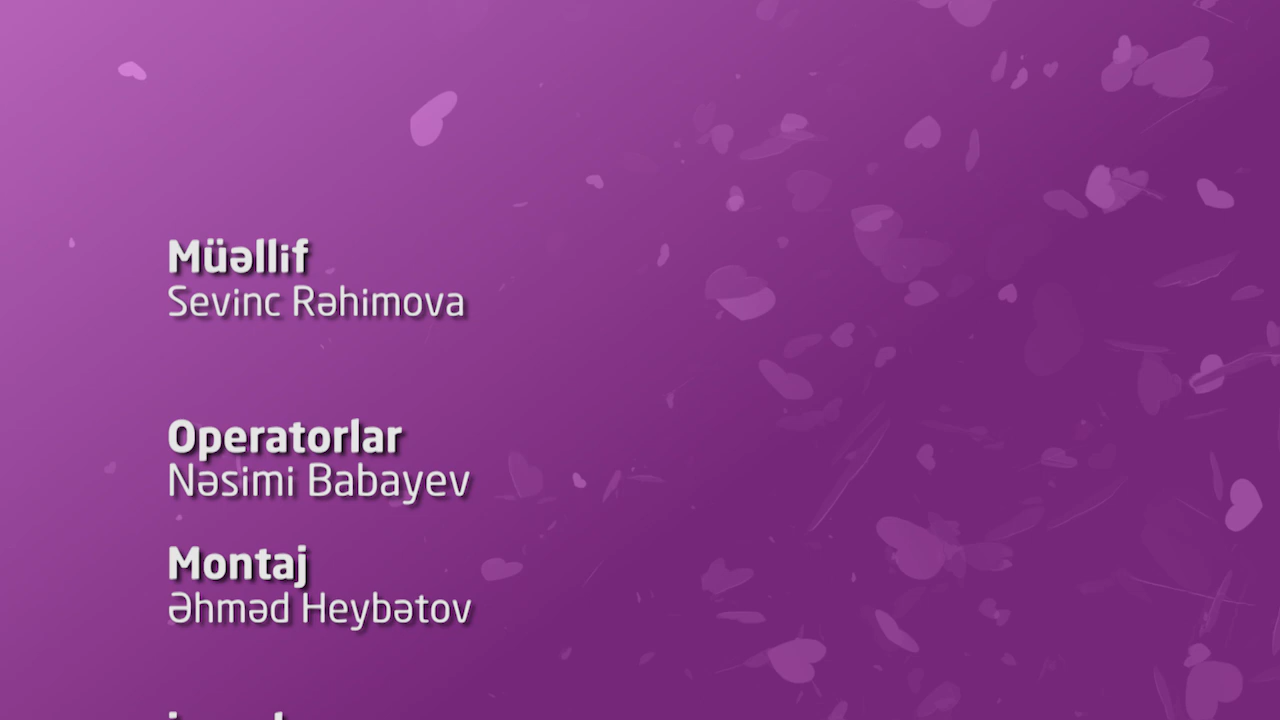 Müəllif
Sevinc Rəhimova
Operatorlar
Nəsimi Babayev
Montaj
Əhməd Heybətov